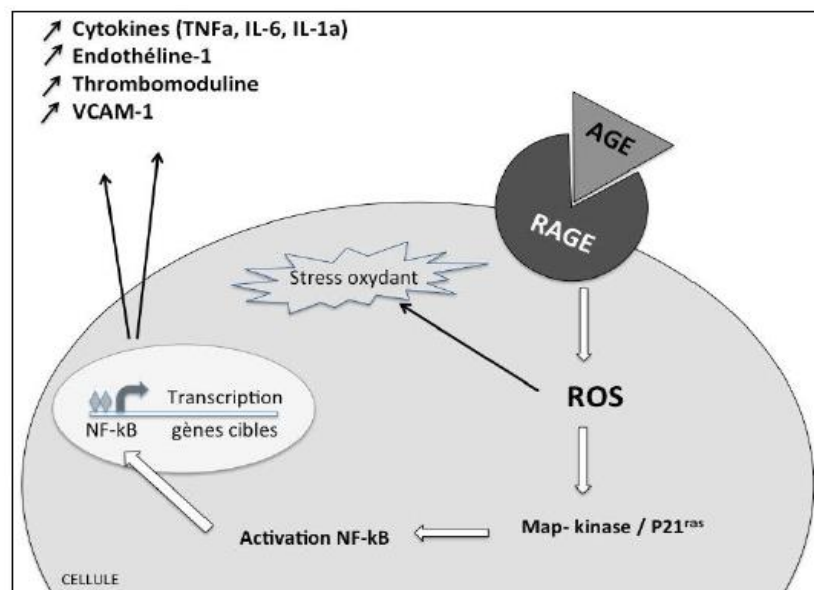 ↗ Cytokines (TNFa, IL-6, IL-1a)
↗ Endothéline-1
↗ Thrombomoduline
↗ VCAM-1
AGE
RAGE
Stress oxydant
ROS
Transcription
NF-kB gènes cibles
Map- kinase / P21ras
Activation NF-kB
CELLULE